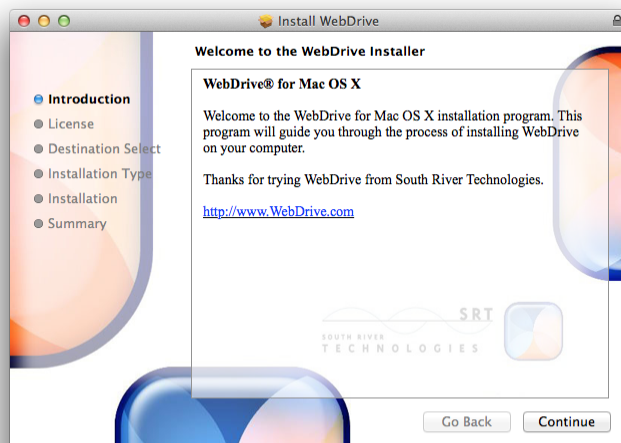 Install WebDrive
Welcome to the WebDrive Installer
Introduction
License
Destination Select
Installation Type
Installation
Summary
WebDrive® for Mac OS X
Welcome to the WebDrive for Mac OS X installation program. This
program will guide you through the process of installing WebDrive
on your computer.
Thanks for trying WebDrive from South River Technologies.
http://www.WebDrive.com
SRT
SOUTH RIVER
TECHNOLOGIES
Go Back
Continue